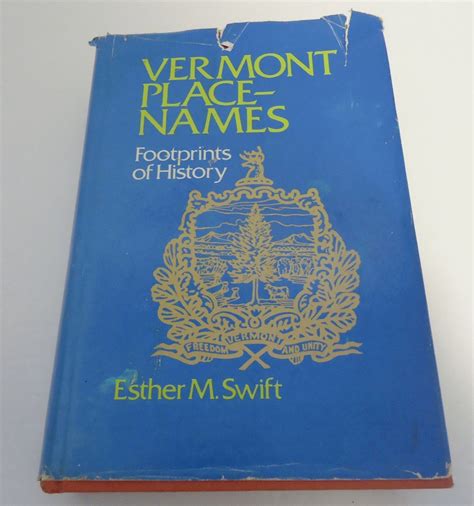 VERMONT
PLACE–
NAMES
Footprints
of History
FREEDOM VERMONT AND UNITY
Esther M. Swift